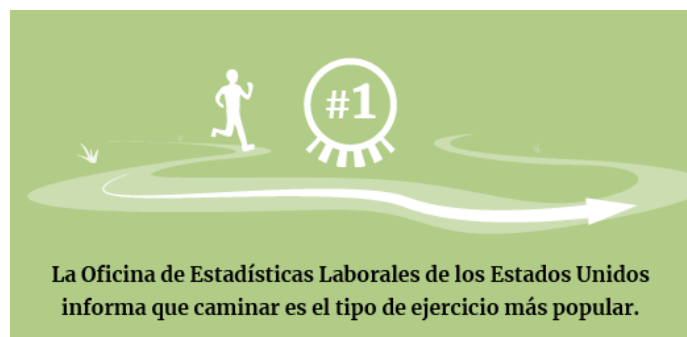 #1
La Oficina de Estadísticas Laborales de los Estados Unidos
informa que caminar es el tipo de ejercicio más popular.